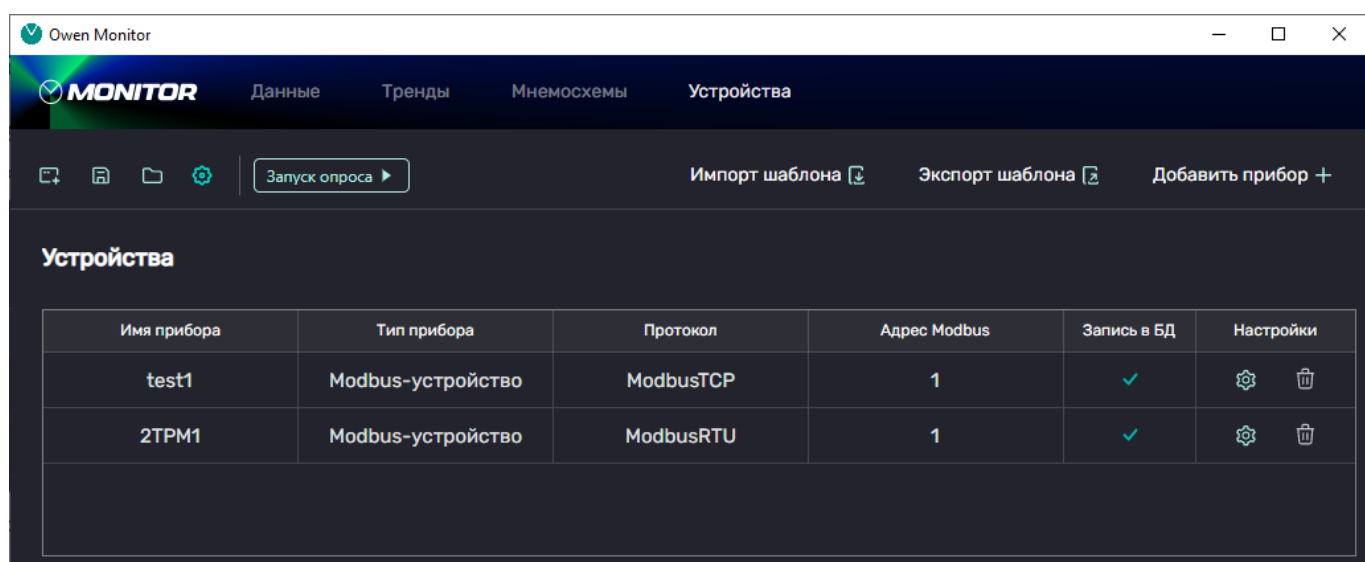 Owen Monitor
MONITOR Данные Тренды Мнемосхемы Устройства
Запуск опроса Импорт шаблона Экспорт шаблона Добавить прибор
Устройства
Имя прибора Тип прибора Протокол Адрес Modbus Запись в БД Настройки
test1 Modbus-устройство ModbusTCP 1
2ТРМ1 Modbus-устройство ModbusRTU 1